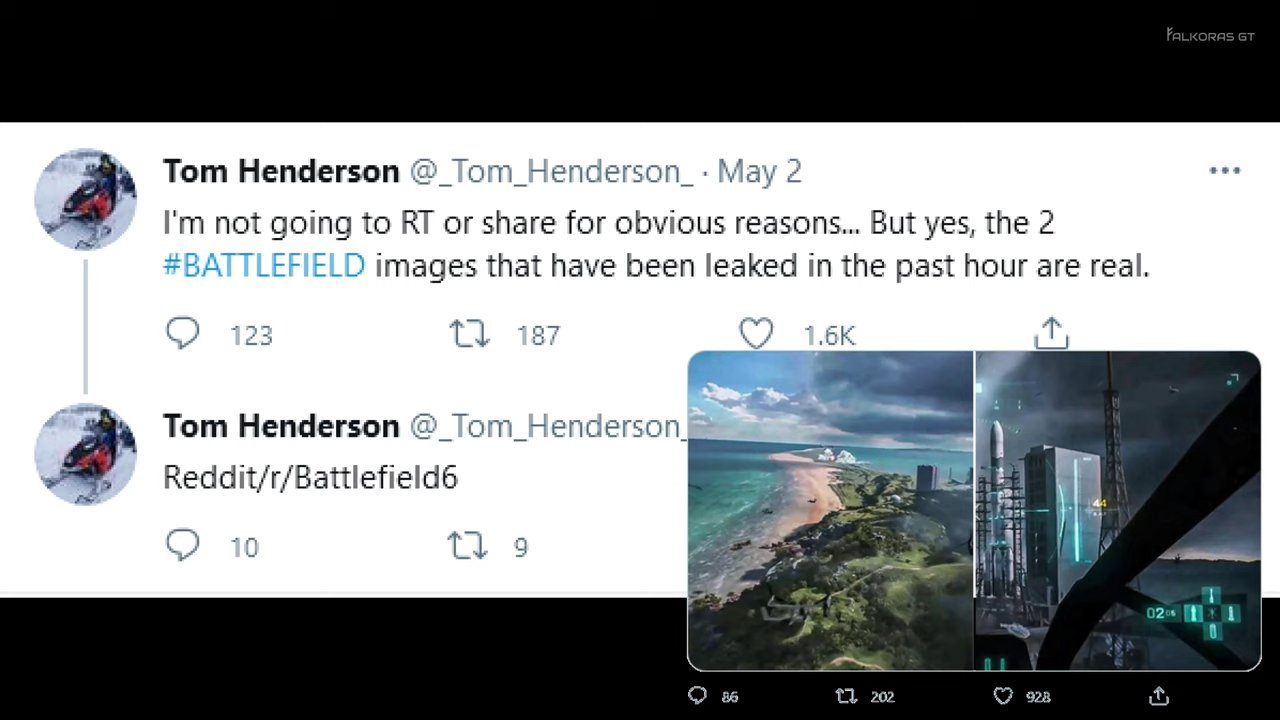 FALKORAS GT
Tom Henderson @_Tom_Henderson_ · May 2
I'm not going to RT or share for obvious reasons... But yes, the 2
#BATTLEFIELD images that have been leaked in the past hour are real.
123 187 1.6K
Tom Henderson @_Tom_Henderson_
Reddit/r/Battlefield6
10 9
44
02
86 202 928